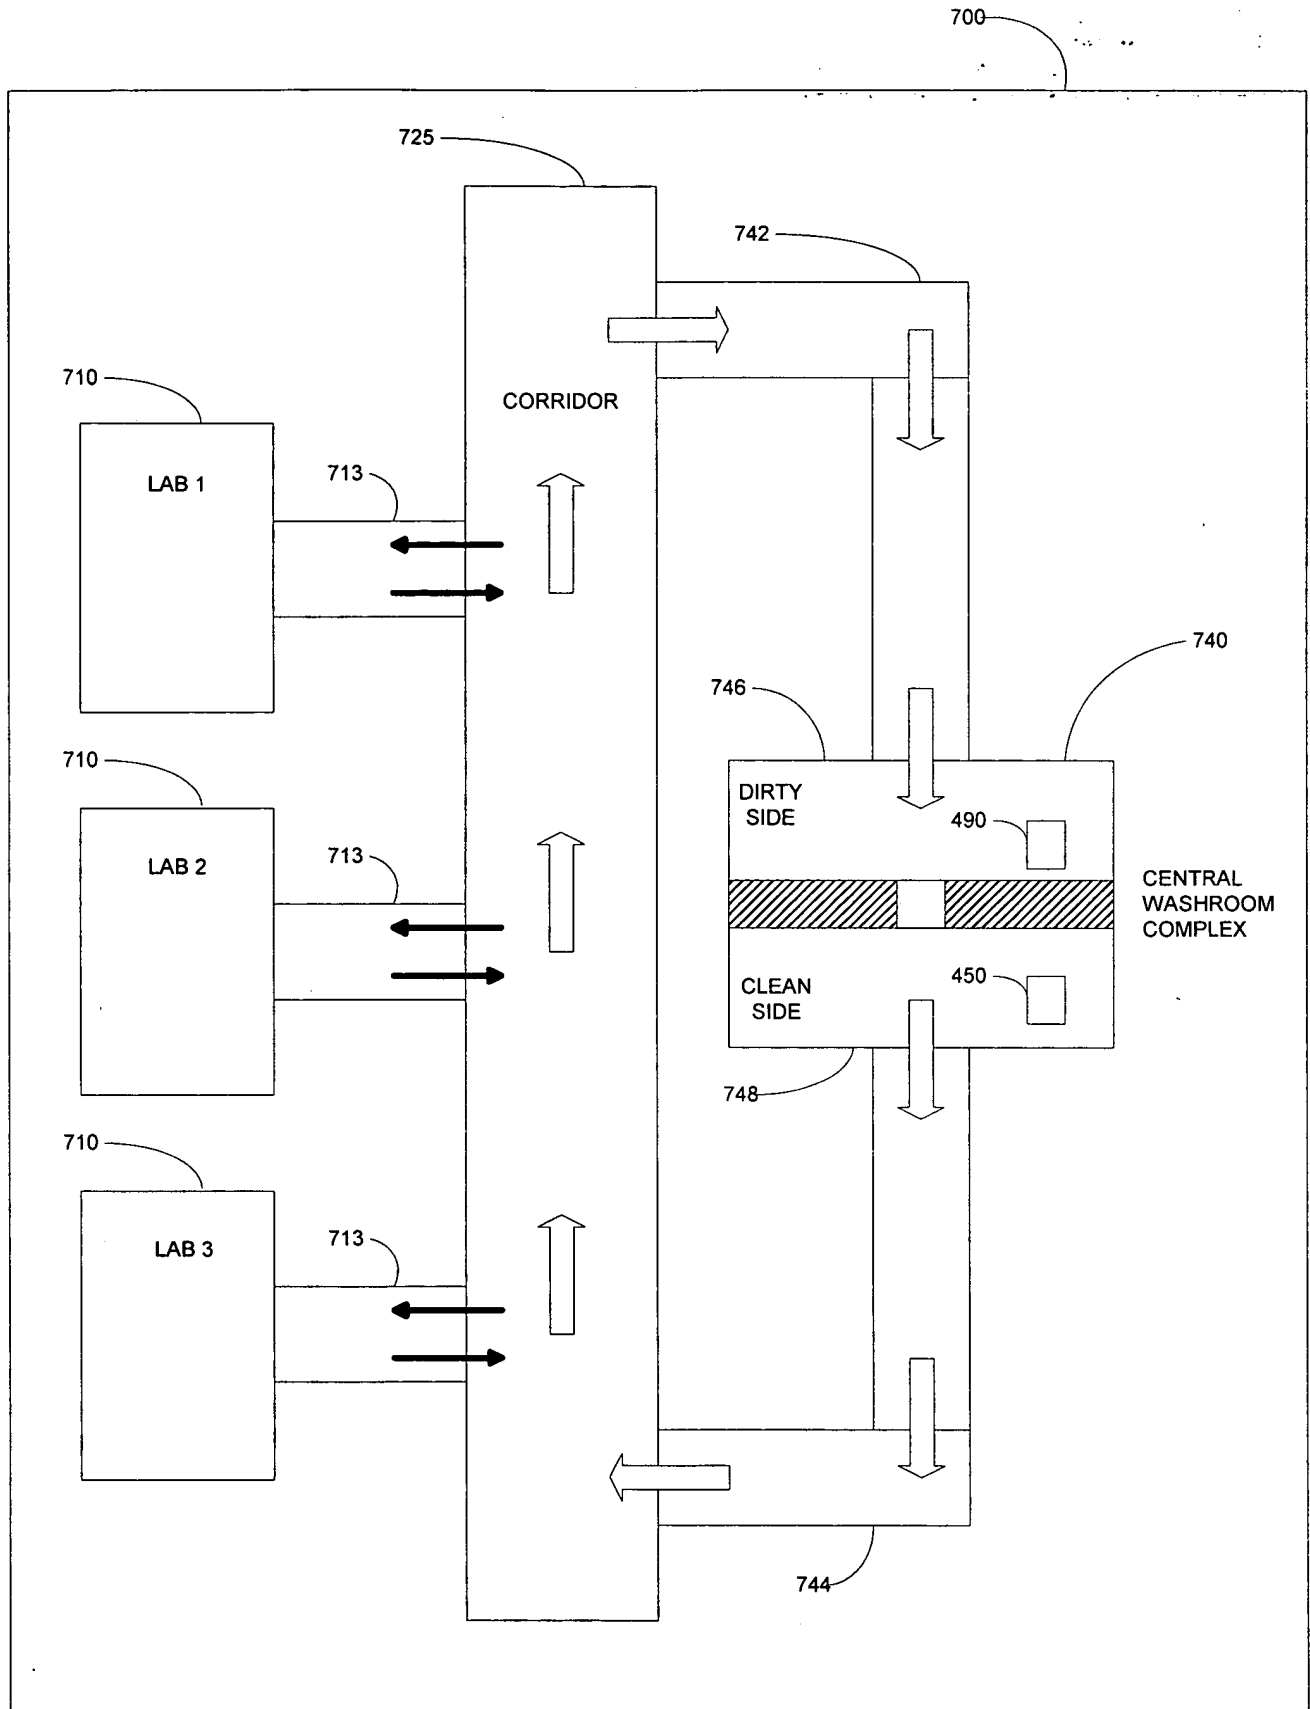 700
725
742
710
CORRIDOR
LAB 1
713
740
746
710
DIRTY
SIDE
490
LAB 2
713
CENTRAL
WASHROOM
COMPLEX
450
CLEAN
SIDE
748
710
713
LAB 3
744